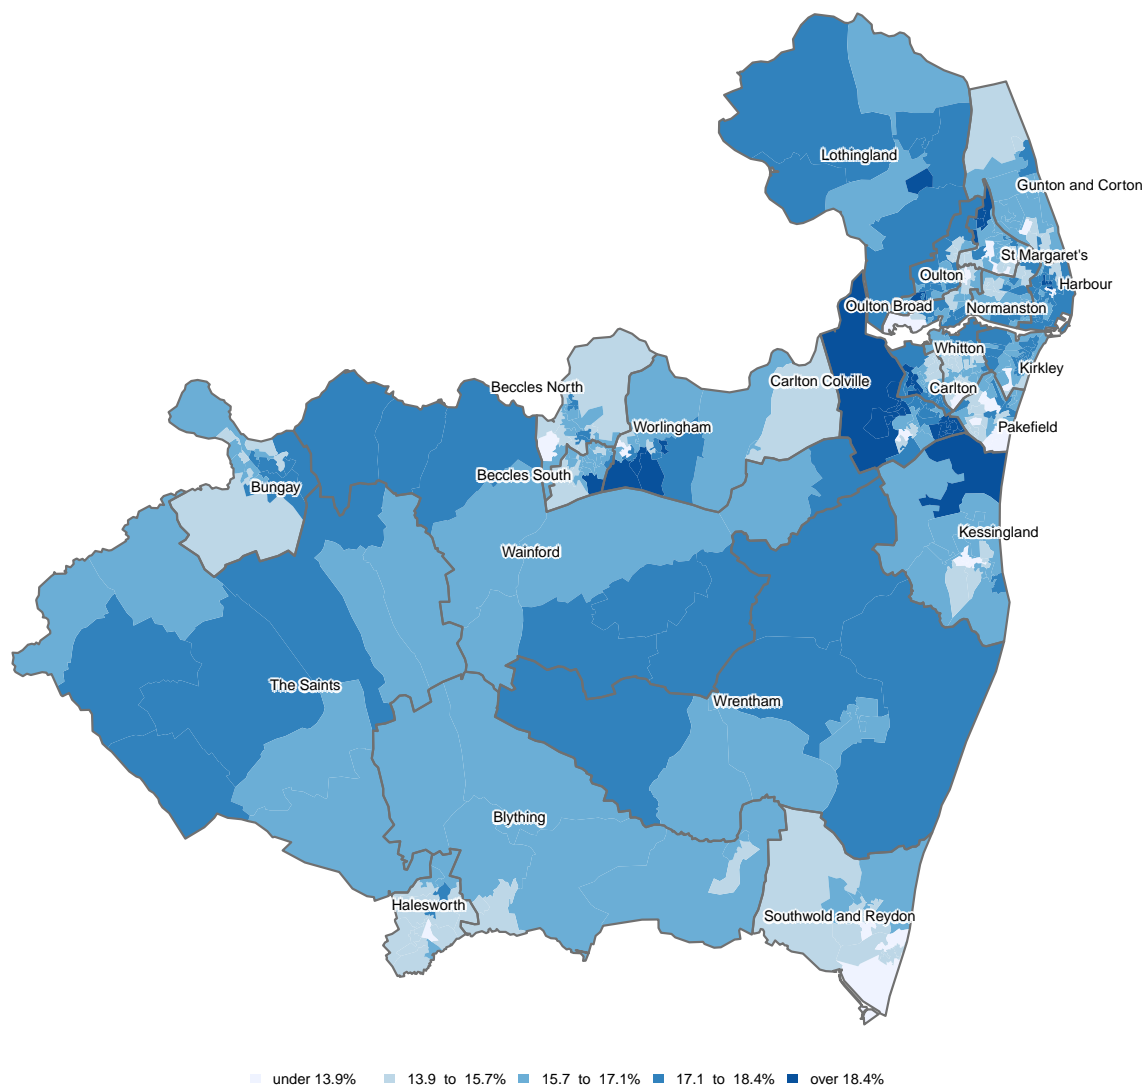 Lothingland
Gunton and Corton
St Margaret's
Oulton
Harbour
Oulton Broad
Normanston
Whitton
Kirkley
Carlton Colville
Carlton
Beccles North
Worlingham
Pakefield
Beccles South
Bungay
Kessingland
Wainford
The Saints
Wrentham
Blything
Halesworth
Southwold and Reydon
under 13.9% 13.9 to 15.7% 15.7 to 17.1% 17.1 to 18.4% over 18.4%